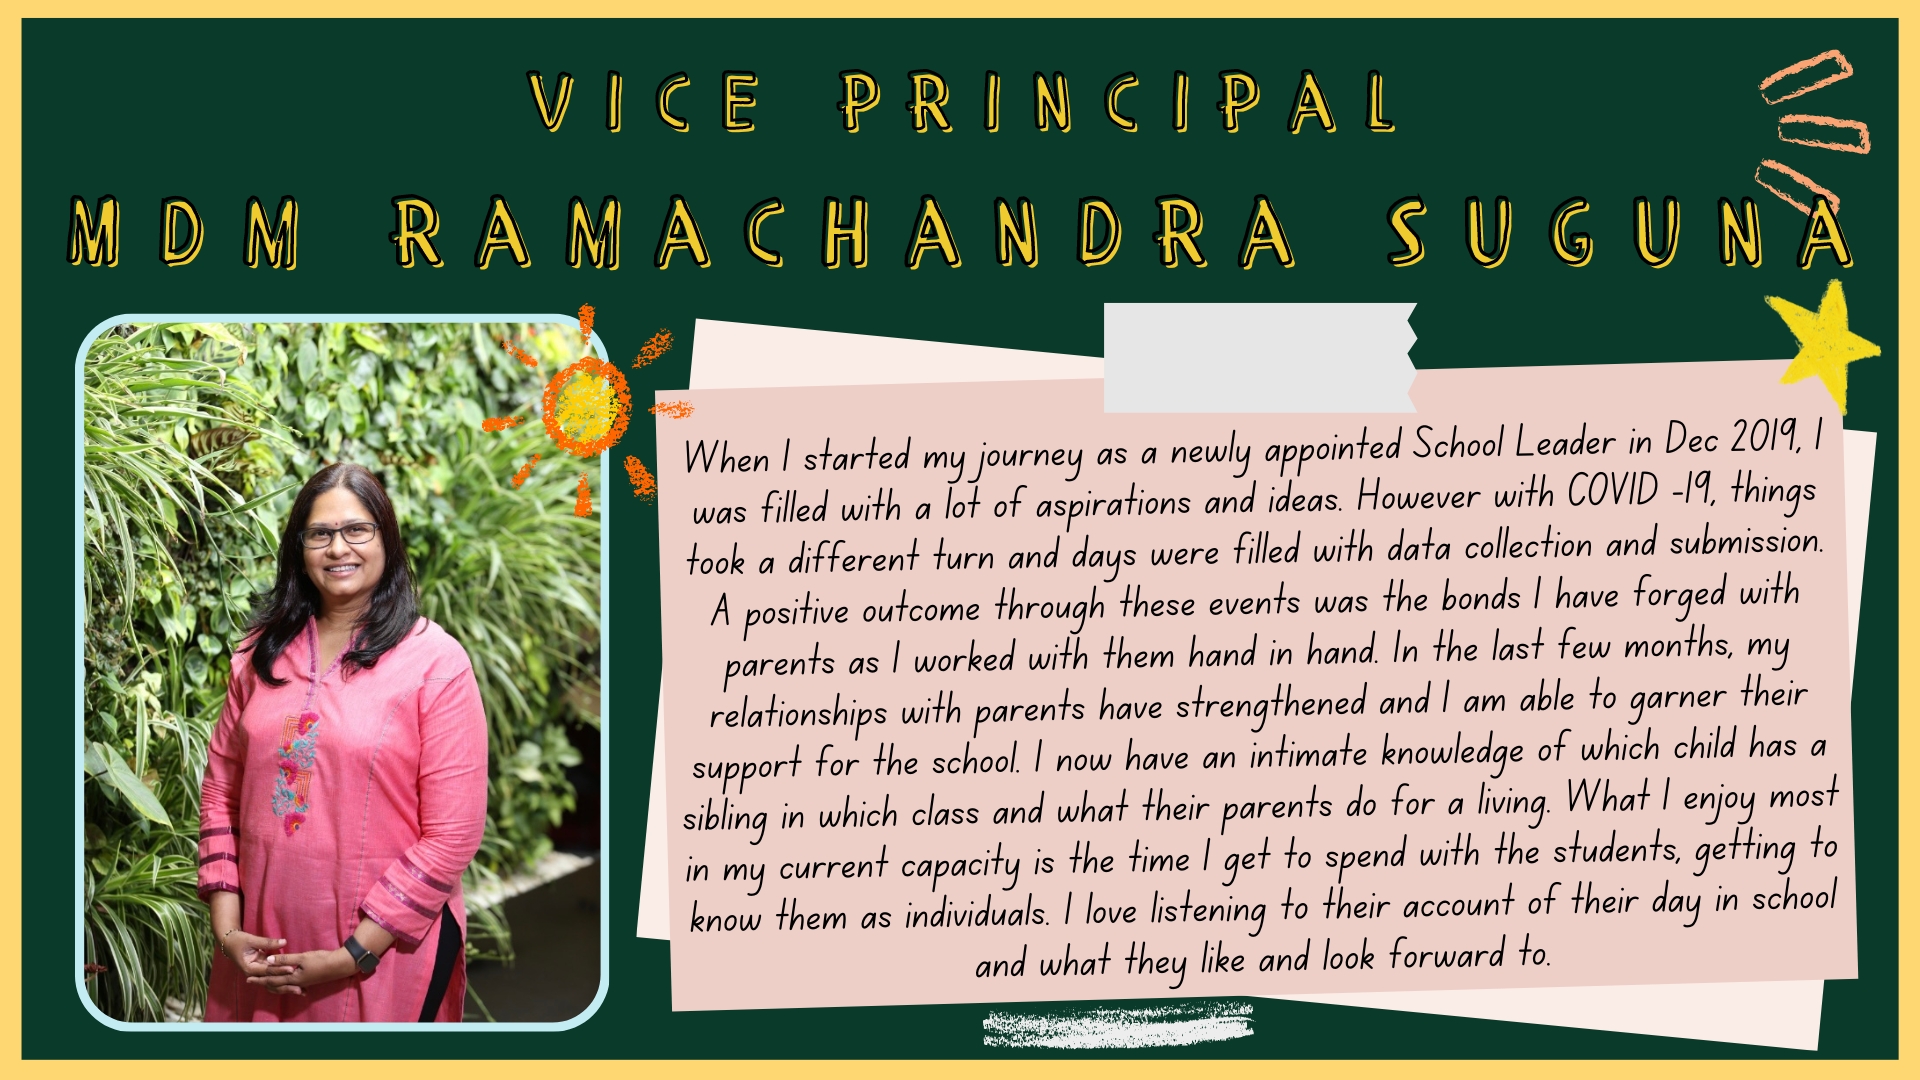 VICE PRINCIPAL
MDM RAMACHANDRA SUGUNA
When I started my journey as a newly appointed School Leader in Dec 2019, I
was filled with a lot of aspirations and ideas. However with COVID -19, things
took a different turn and days were filled with data collection and submission.
A positive outcome through these events was the bonds I have forged with
parents as I worked with them hand in hand. In the last few months, my
relationships with parents have strengthened and I am able to garner their
support for the school. I now have an intimate knowledge of which child has a
sibling in which class and what their parents do for a living. What I enjoy most
in my current capacity is the time I get to spend with the students, getting to
know them as individuals. I love listening to their account of their day in school
and what they like and look forward to.